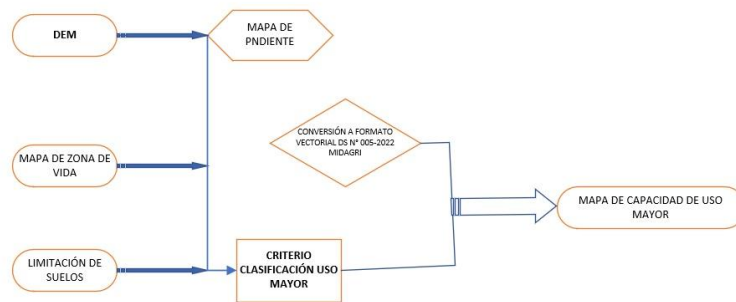 DEM
MAPA DE
PNDIENTE
CONVERSIÓN A FORMATO
VECTORIAL DS N° 005-2022
MIDAGRI
MAPA DE ZONA DE
VIDA
MAPA DE CAPACIDAD DE USO
MAYOR
LIMITACIÓN DE
SUELOS
CRITERIO
CLASIFICACIÓN USO
MAYOR